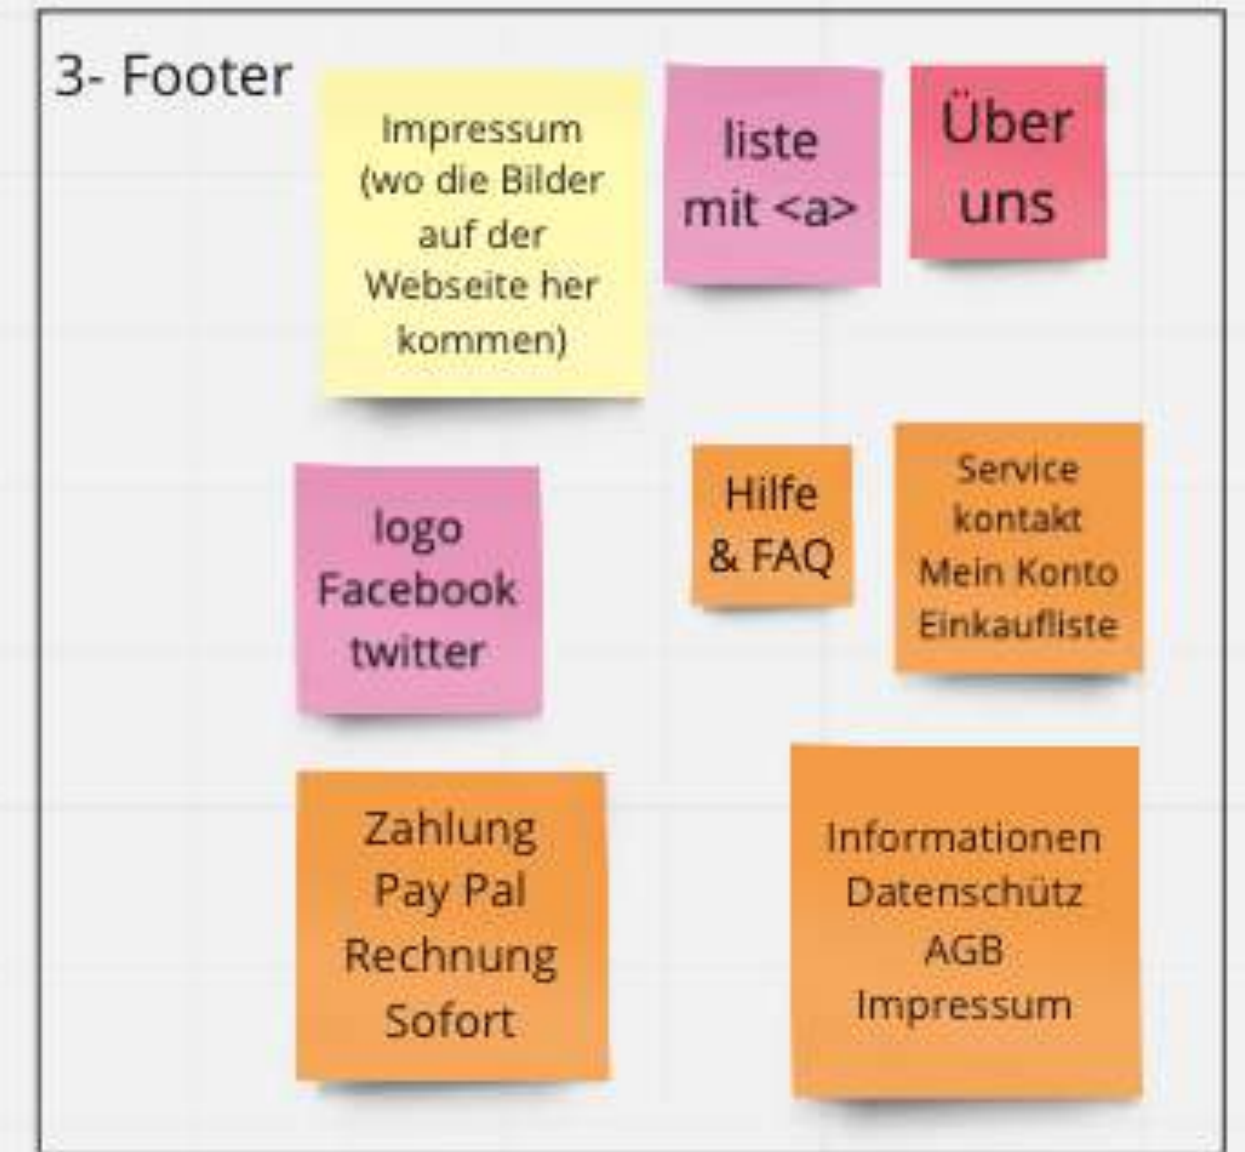 3- Footer
Impressum
(wo die Bilder
auf der
Webseite her
kommen)
liste
mit <a>
Über
uns
logo
Facebook
twitter
Hilfe
& FAQ
Service
kontakt
Mein Konto
Einkaufliste
Zahlung
Pay Pal
Rechnung
Sofort
Informationen
Datenschütz
AGB
Impressum